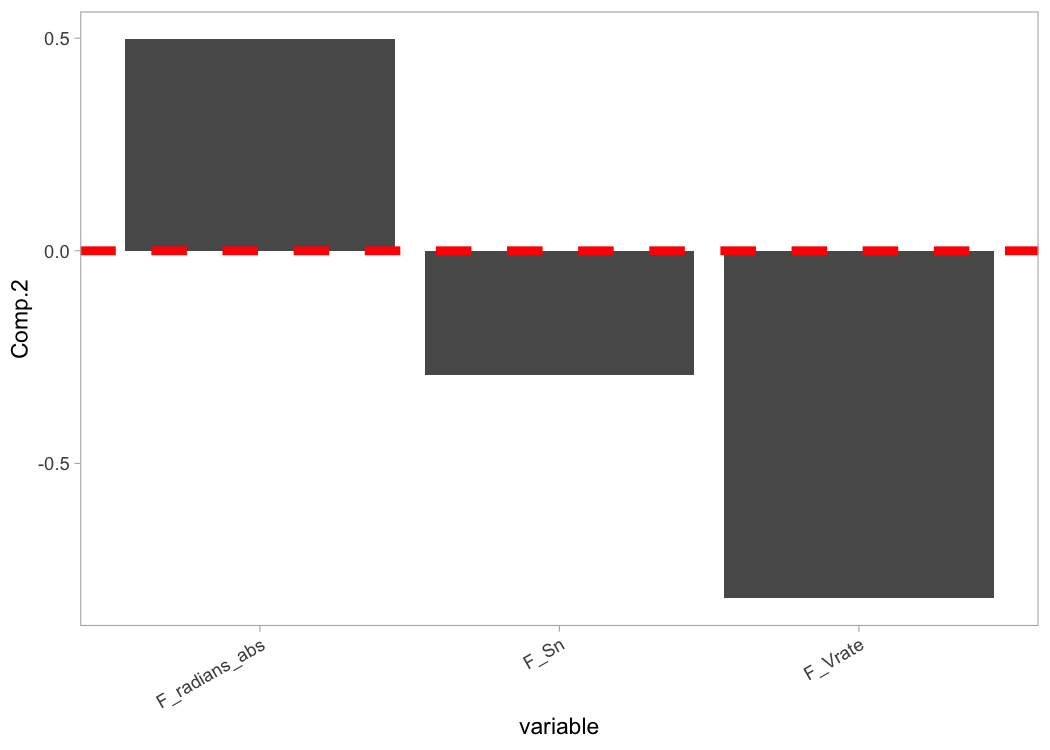 0.5
0.0
-0.5
Comp.2
F_radians_abs
F_Sn
F_Vrate
variable